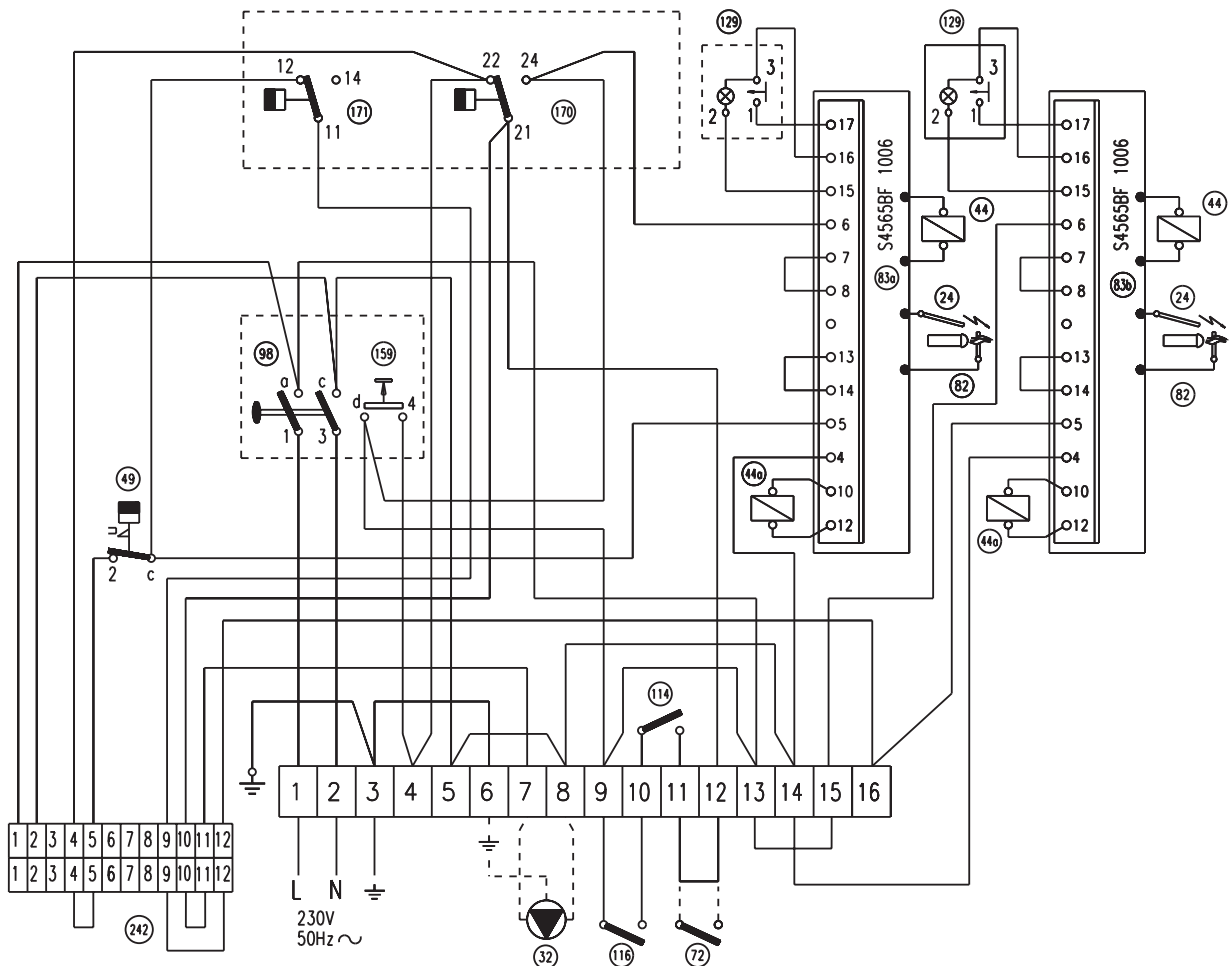 129 129
12 14 22 24 3 3
171 170 2 1 2 1
11 21
17 17
16 16
15 15
6 6
7 7
8 8
13 13
14 14
5 5
4 4
10 10
12 12
S4565BF 1006 S4565BF 1006
44 44
83a 83b
24 24
82 82
44a 44a
98 159
a c
d 4
1 3
49
n
2 c
114
1 2 3 4 5 6 7 8 9 10 11 12 13 14 15 16
1 2 3 4 5 6 7 8 9 10 11 12
1 2 3 4 5 6 7 8 9 10 11 12
L N
230V
50Hz ~
242 32 116 72